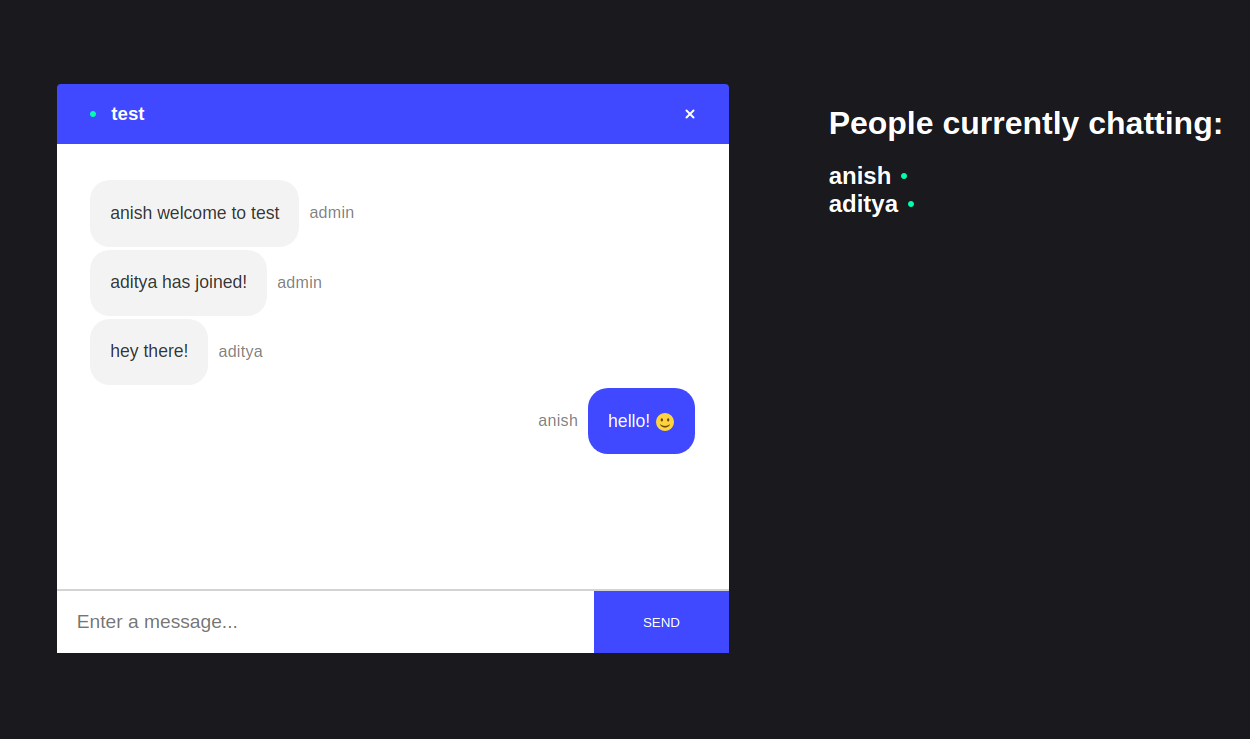 test ✕
anish welcome to test admin
aditya has joined! admin
hey there! aditya
anish hello! 🙂
Enter a message...
SEND
People currently chatting:
anish
aditya